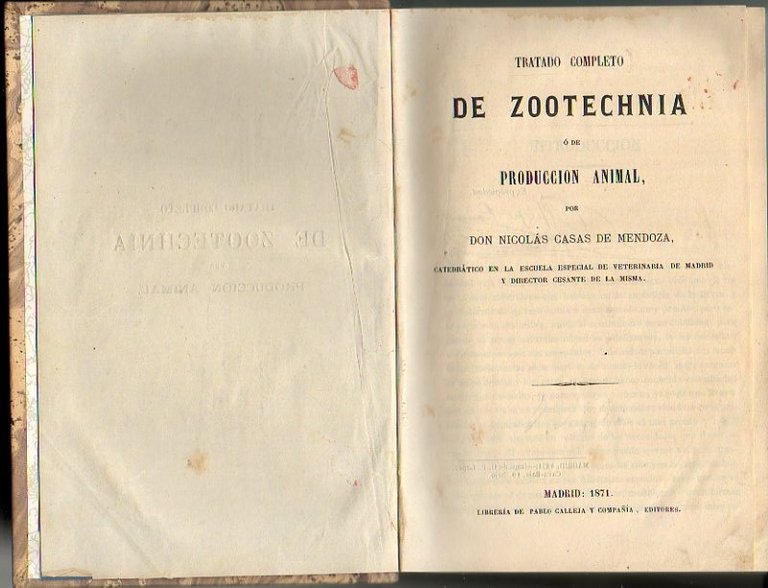 TRATADO COMPLETO
DE ZOOTECHNIA
Ó DE
PRODUCCION ANIMAL,
POR
DON NICOLÁS CASAS DE MENDOZA,
CATEDRÁTICO EN LA ESCUELA ESPECIAL DE VETERINARIA DE MADRID
Y DIRECTOR CESANTE DE LA MISMA.
MADRID: 1871.
LIBRERÍA DE PABLO CALLEJA Y COMPAÑIA, EDITORES.